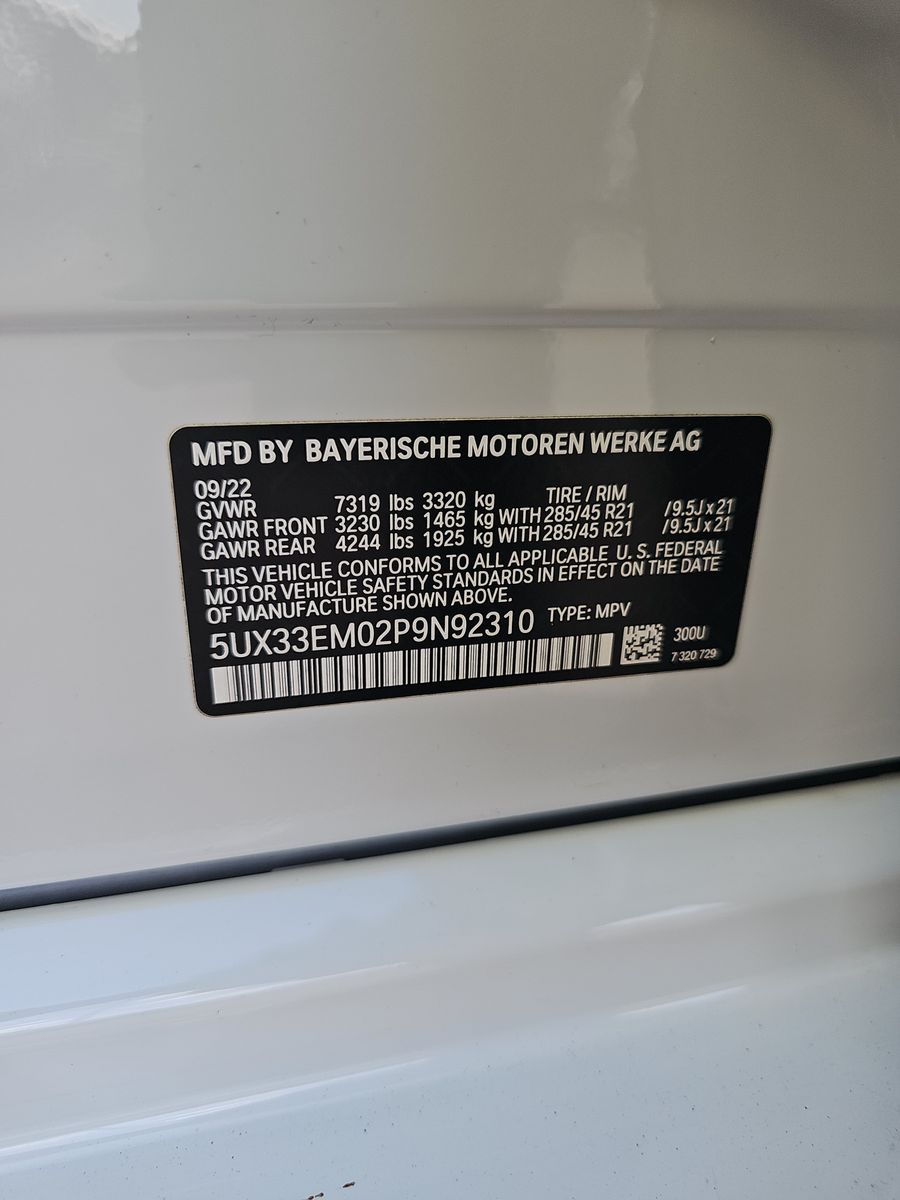 MFD BY BAYERISCHE MOTOREN WERKE AG
09/22 TIRE / RIM
GVWR 7319 lbs 3320 kg
GAWR FRONT 3230 lbs 1465 kg WITH 285/45 R21 /9.5J x 21
GAWR REAR 4244 lbs 1925 kg WITH 285/45 R21 /9.5J x 21
THIS VEHICLE CONFORMS TO ALL APPLICABLE U. S. FEDERAL
MOTOR VEHICLE SAFETY STANDARDS IN EFFECT ON THE DATE
OF MANUFACTURE SHOWN ABOVE.
5UX33EM02P9N92310 TYPE: MPV
300U
7 320 729